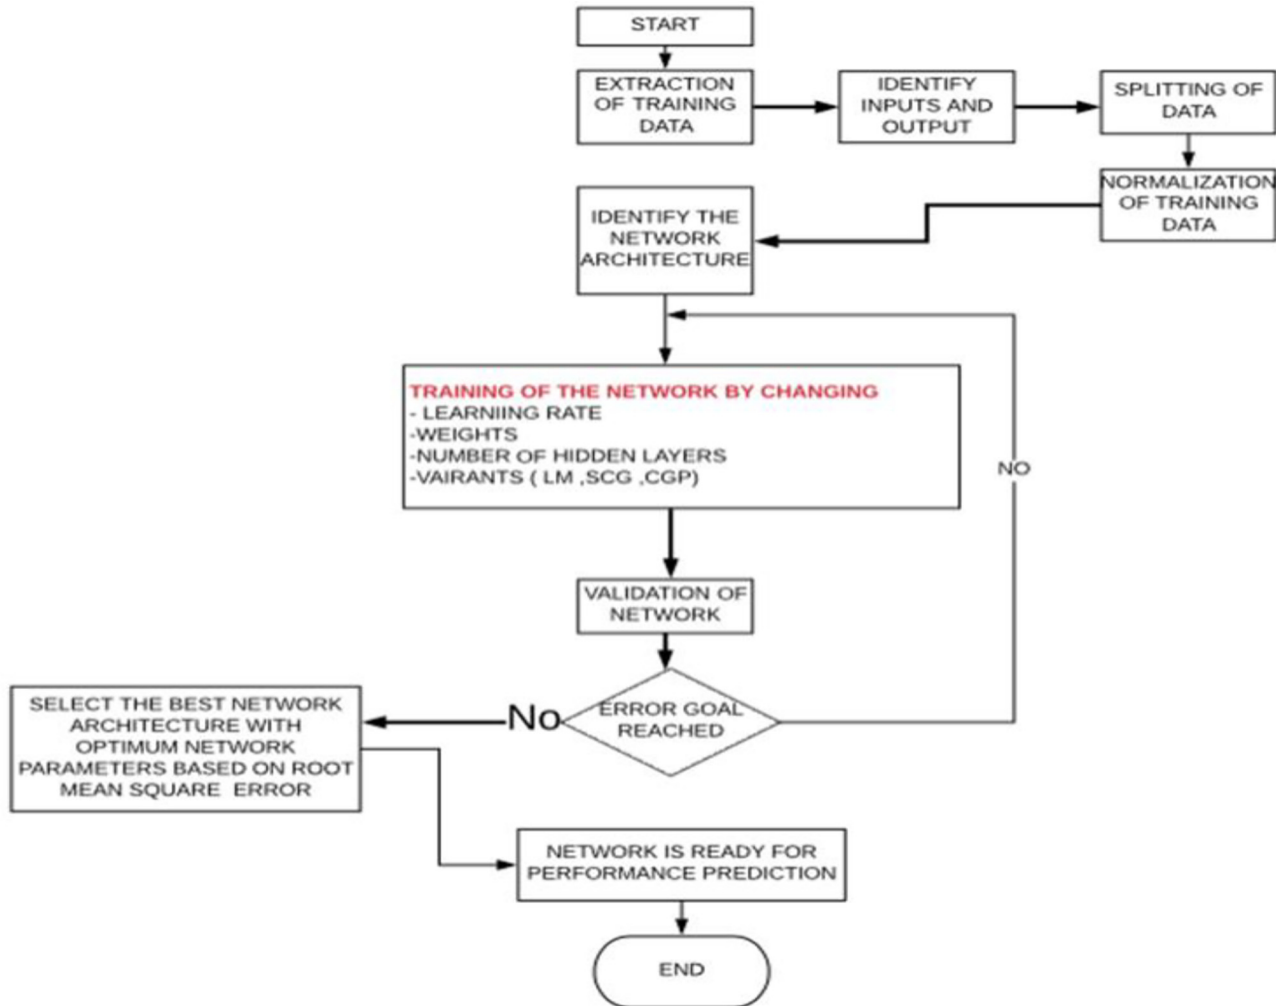 START
EXTRACTION
OF TRAINING
DATA
IDENTIFY
INPUTS AND
OUTPUT
SPLITTING OF
DATA
NORMALIZATION
OF TRAINING
DATA
IDENTIFY THE
NETWORK
ARCHITECTURE
TRAINING OF THE NETWORK BY CHANGING
- LEARNIING RATE
-WEIGHTS
-NUMBER OF HIDDEN LAYERS
-VAIRANTS ( LM ,SCG ,CGP)
NO
VALIDATION OF
NETWORK
ERROR GOAL
REACHED
No
SELECT THE BEST NETWORK
ARCHITECTURE WITH
OPTIMUM NETWORK
PARAMETERS BASED ON ROOT
MEAN SQUARE ERROR
NETWORK IS READY FOR
PERFORMANCE PREDICTION
END